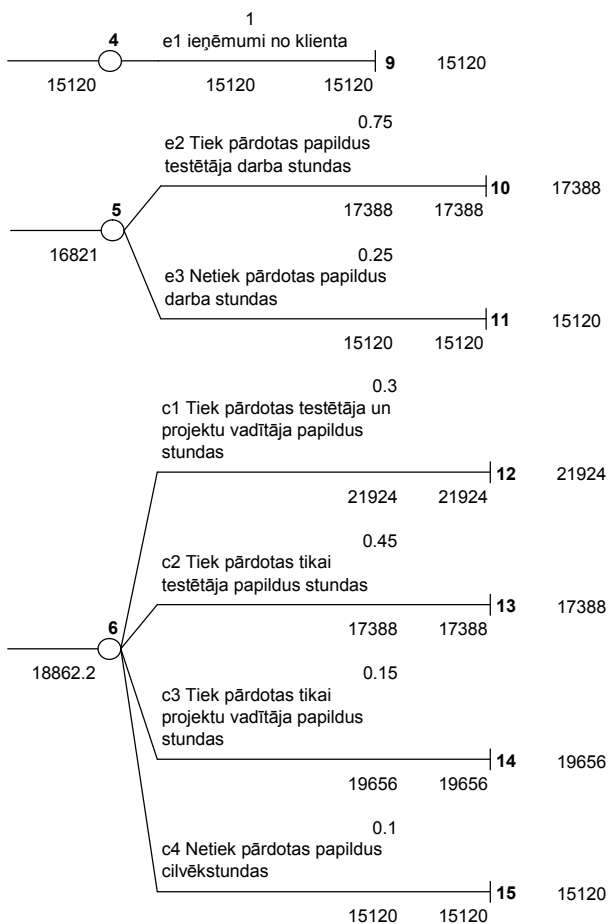 1
4
e1 ieņēmumi no klienta
9 15120
15120 15120 15120
0.75
e2 Tiek pārdotas papildus
testētāja darba stundas
10 17388
17388 17388
5
16821
0.25
e3 Netiek pārdotas papildus
darba stundas
11 15120
15120 15120
0.3
c1 Tiek pārdotas testētāja un
projektu vadītāja papildus
stundas
12 21924
21924 21924
0.45
c2 Tiek pārdotas tikai
testētāja papildus stundas
13 17388
17388 17388
6
18862.2
0.15
c3 Tiek pārdotas tikai
projektu vadītāja papildus
stundas
14 19656
19656 19656
0.1
c4 Netiek pārdotas papildus
cilvēkstundas
15 15120
15120 15120